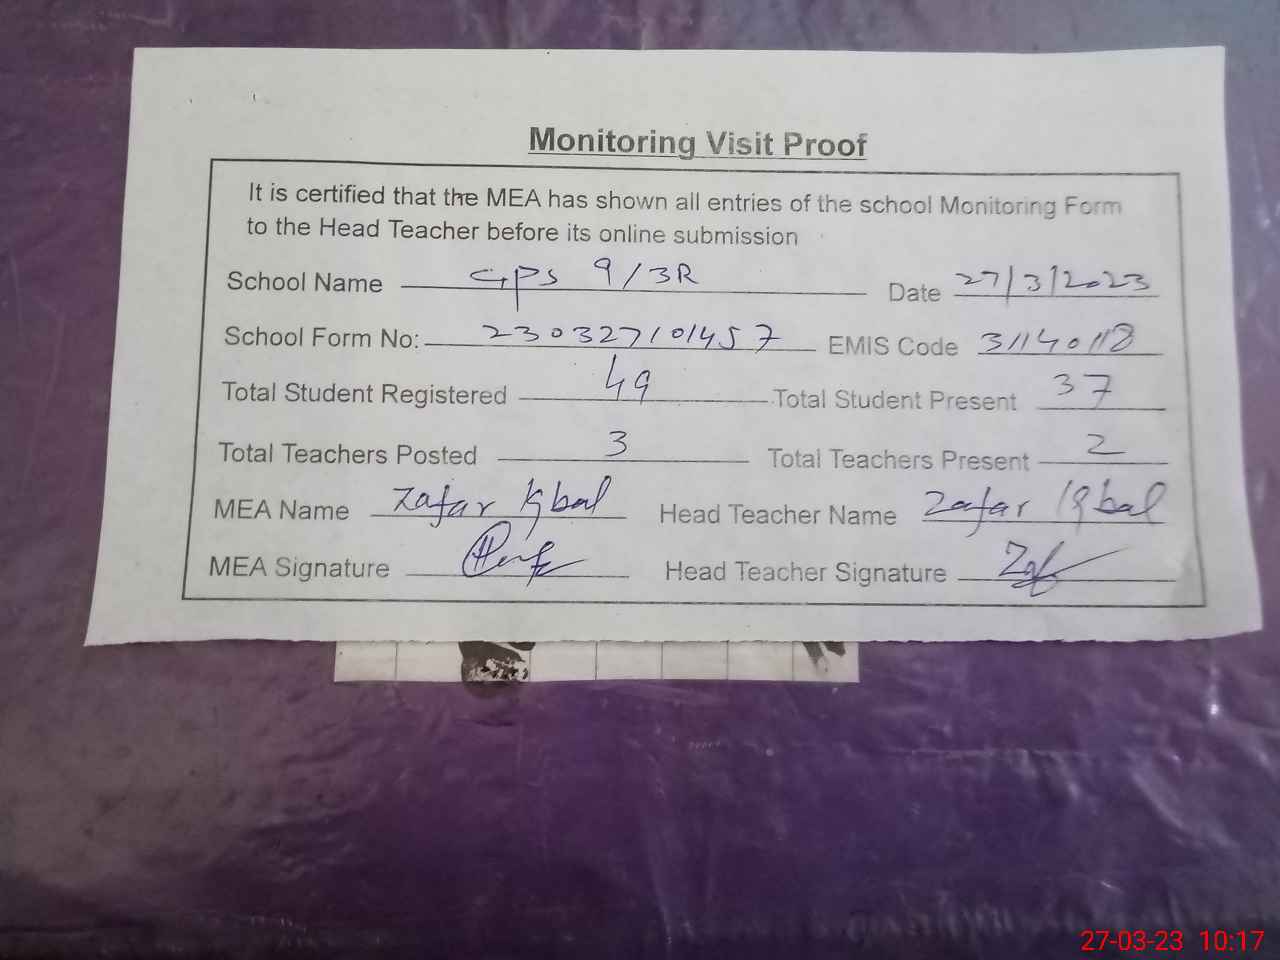 Monitoring Visit Proof
It is certified that the MEA has shown all entries of the school Monitoring Form
to the Head Teacher before its online submission
School Name GPS 9/3R Date 27/3/2023
School Form No: 230327101457 EMIS Code 31140118
Total Student Registered 49 Total Student Present 37
Total Teachers Posted 3 Total Teachers Present 2
MEA Name Zafar Iqbal Head Teacher Name Zafar Iqbal
MEA Signature Head Teacher Signature
27-03-23 10:17